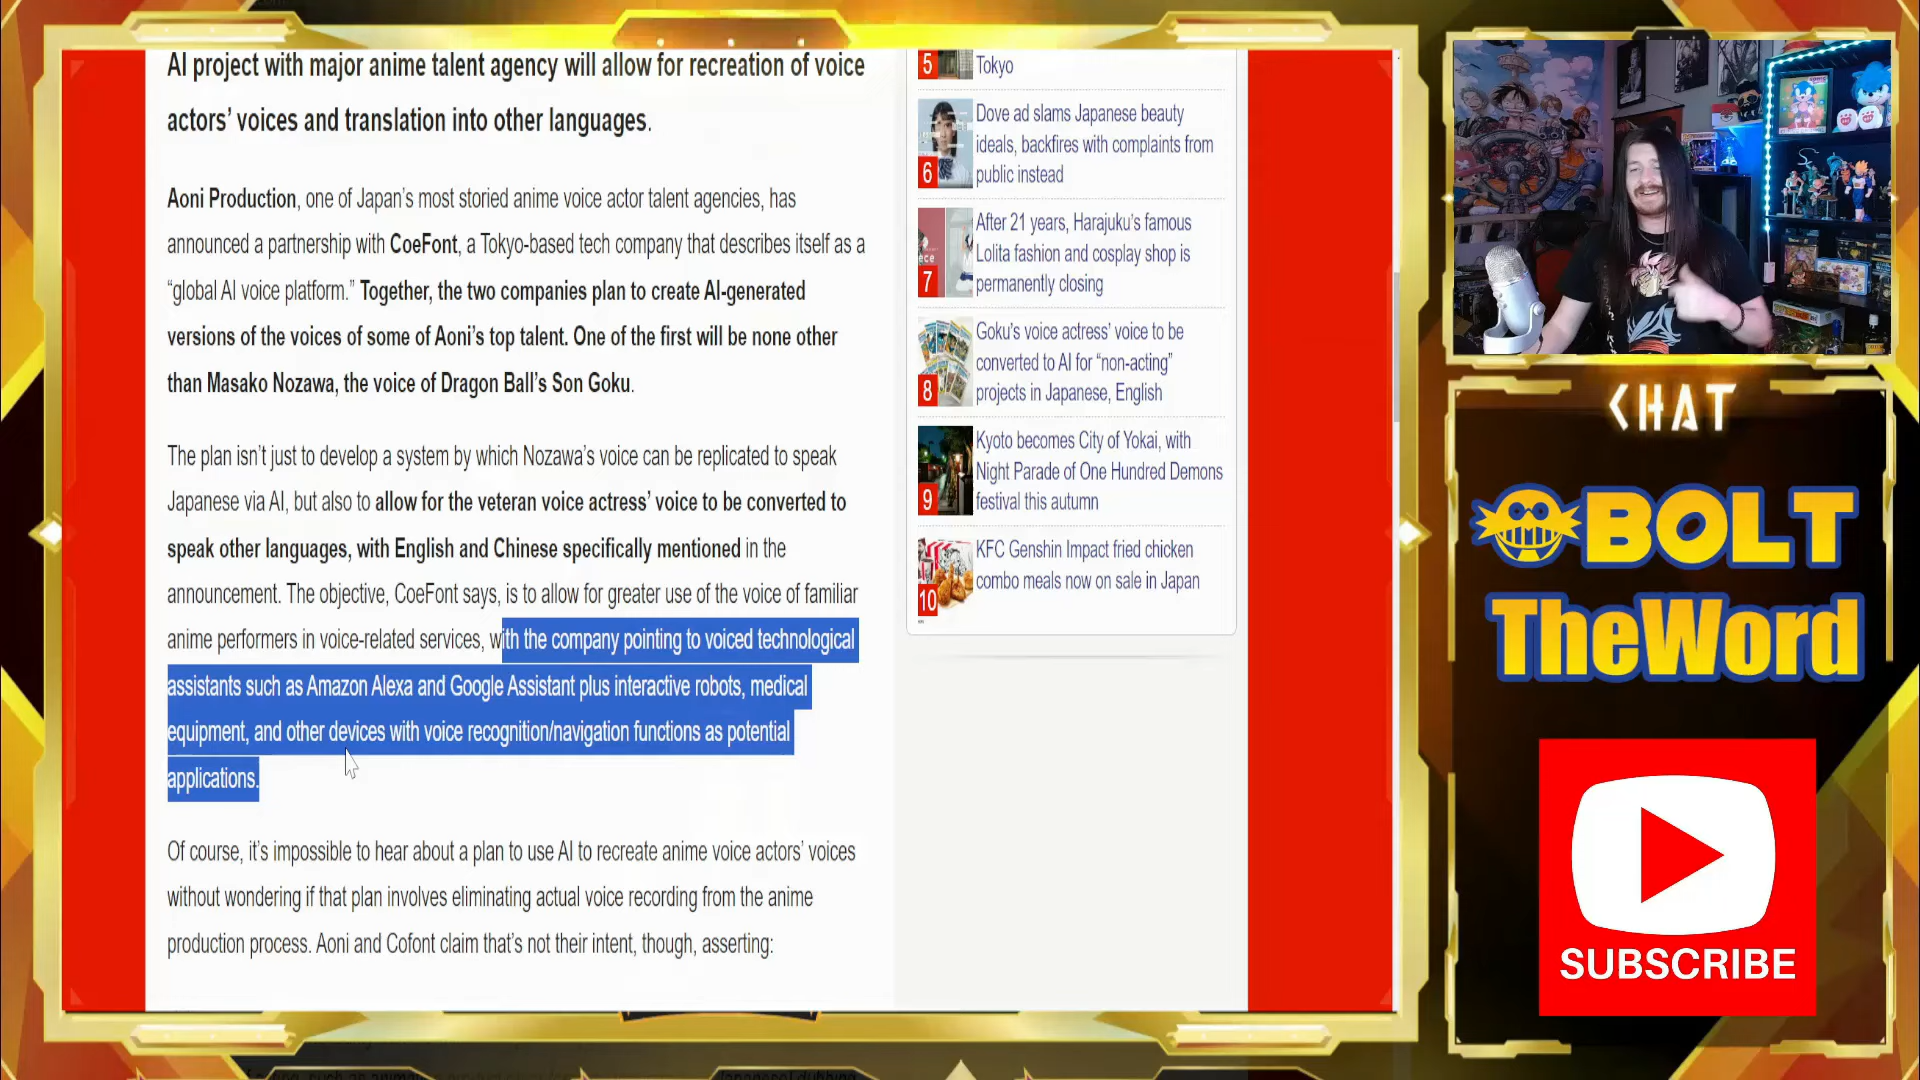 AI project with major anime talent agency will allow for recreation of voice
actors’ voices and translation into other languages.
Aoni Production, one of Japan’s most storied anime voice actor talent agencies, has
announced a partnership with CoeFont, a Tokyo-based tech company that describes itself as a
“global AI voice platform.” Together, the two companies plan to create AI-generated
versions of the voices of some of Aoni’s top talent. One of the first will be none other
than Masako Nozawa, the voice of Dragon Ball’s Son Goku.
The plan isn’t just to develop a system by which Nozawa’s voice can be replicated to speak
Japanese via AI, but also to allow for the veteran voice actress’ voice to be converted to
speak other languages, with English and Chinese specifically mentioned in the
announcement. The objective, CoeFont says, is to allow for greater use of the voice of familiar
anime performers in voice-related services, with the company pointing to voiced technological
assistants such as Amazon Alexa and Google Assistant plus interactive robots, medical
equipment, and other devices with voice recognition/navigation functions as potential
applications.
Of course, it’s impossible to hear about a plan to use AI to recreate anime voice actors’ voices
without wondering if that plan involves eliminating actual voice recording from the anime
production process. Aoni and Cofont claim that’s not their intent, though, asserting:
5
Tokyo
6
Dove ad slams Japanese beauty
ideals, backfires with complaints from
public instead
7
After 21 years, Harajuku’s famous
Lolita fashion and cosplay shop is
permanently closing
8
Goku’s voice actress’ voice to be
converted to AI for “non-acting”
projects in Japanese, English
9
Kyoto becomes City of Yokai, with
Night Parade of One Hundred Demons
festival this autumn
10
KFC Genshin Impact fried chicken
combo meals now on sale in Japan
CHAT
BOLT
TheWord
SUBSCRIBE